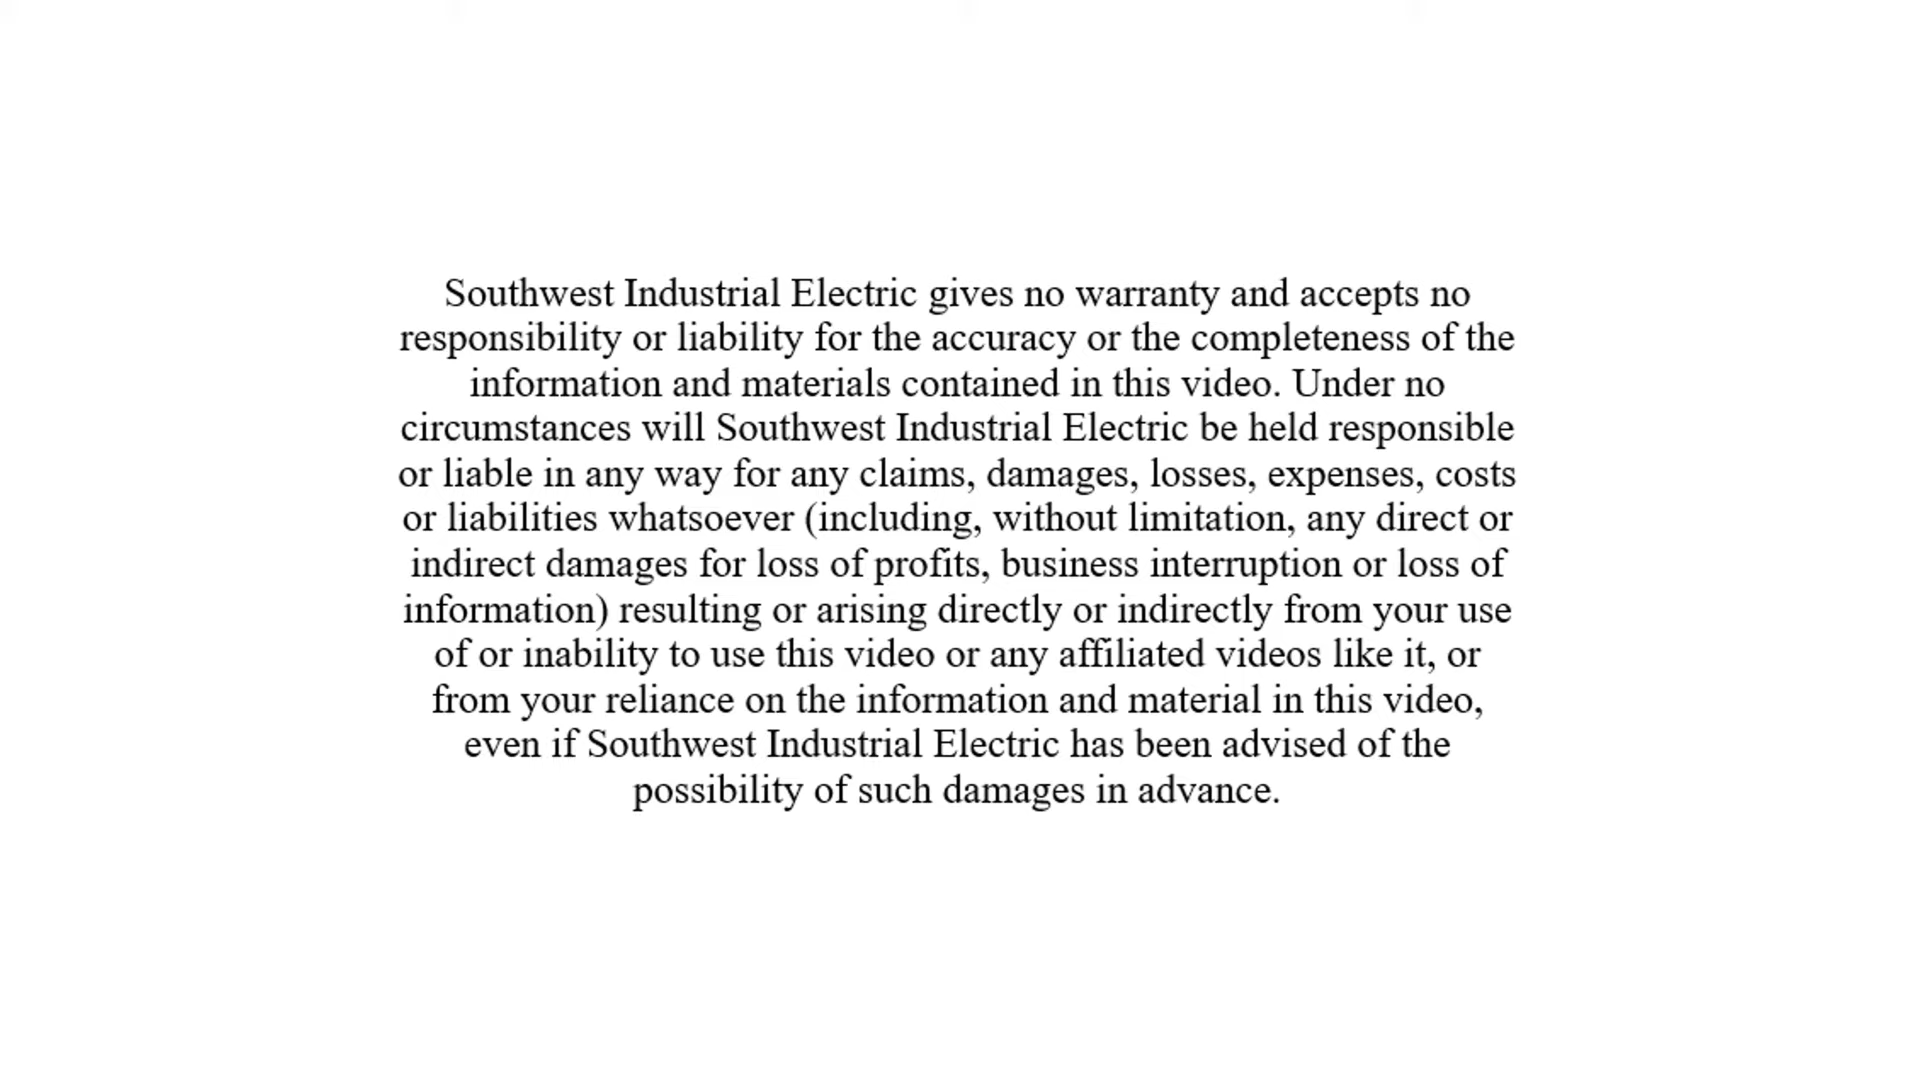 Southwest Industrial Electric gives no warranty and accepts no
responsibility or liability for the accuracy or the completeness of the
information and materials contained in this video. Under no
circumstances will Southwest Industrial Electric be held responsible
or liable in any way for any claims, damages, losses, expenses, costs
or liabilities whatsoever (including, without limitation, any direct or
indirect damages for loss of profits, business interruption or loss of
information) resulting or arising directly or indirectly from your use
of or inability to use this video or any affiliated videos like it, or
from your reliance on the information and material in this video,
even if Southwest Industrial Electric has been advised of the
possibility of such damages in advance.